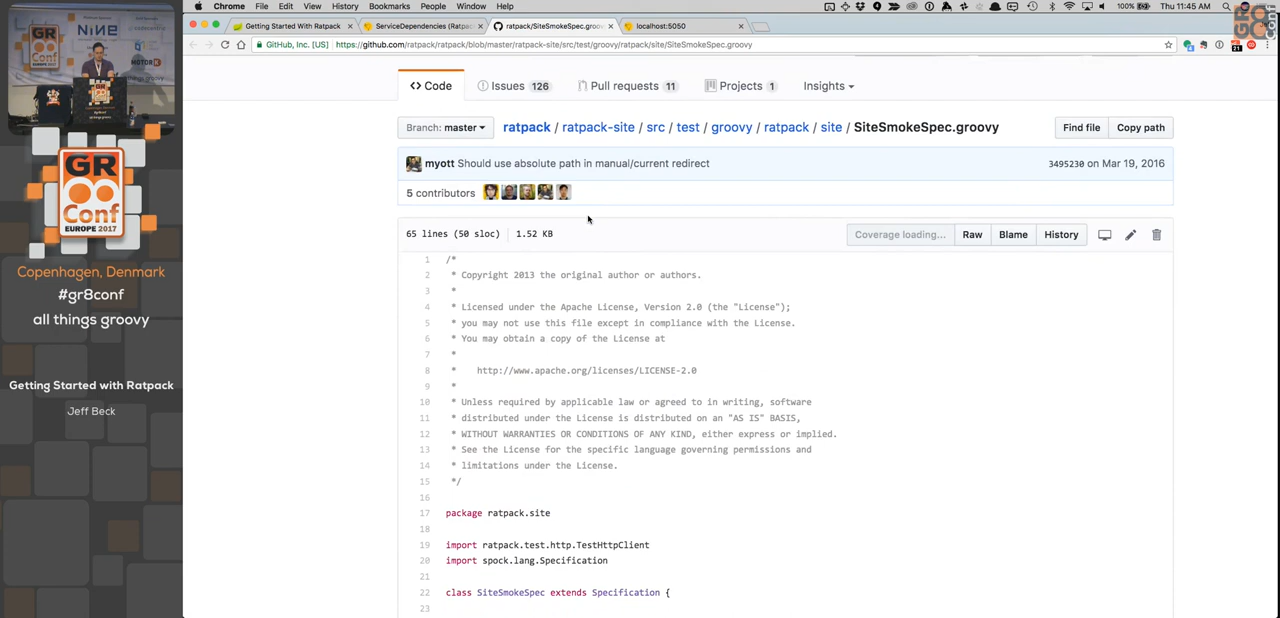 Chrome File Edit View History Bookmarks People Window Help
100% Thu 11:45 AM
Getting Started With Ratpack
ServiceDependencies (Ratpac
ratpack/SiteSmokeSpec.groov
localhost:5050
GitHub, Inc. [US] https://github.com/ratpack/ratpack/blob/master/ratpack-site/src/test/groovy/ratpack/site/SiteSmokeSpec.groovy
<> Code Issues 126 Pull requests 11 Projects 1 Insights
Branch: master ratpack / ratpack-site / src / test / groovy / ratpack / site / SiteSmokeSpec.groovy Find file Copy path
myott Should use absolute path in manual/current redirect 3495230 on Mar 19, 2016
5 contributors
65 lines (50 sloc) 1.52 KB Coverage loading... Raw Blame History
1 /*
2 * Copyright 2013 the original author or authors.
3 *
4 * Licensed under the Apache License, Version 2.0 (the "License");
5 * you may not use this file except in compliance with the License.
6 * You may obtain a copy of the License at
7 *
8 * http://www.apache.org/licenses/LICENSE-2.0
9 *
10 * Unless required by applicable law or agreed to in writing, software
11 * distributed under the License is distributed on an "AS IS" BASIS,
12 * WITHOUT WARRANTIES OR CONDITIONS OF ANY KIND, either express or implied.
13 * See the License for the specific language governing permissions and
14 * limitations under the License.
15 */
16
17 package ratpack.site
18
19 import ratpack.test.http.TestHttpClient
20 import spock.lang.Specification
21
22 class SiteSmokeSpec extends Specification {
23
GR
Conf
EUROPE 2017
Copenhagen, Denmark
#gr8conf
all things groovy
Getting Started with Ratpack
Jeff Beck